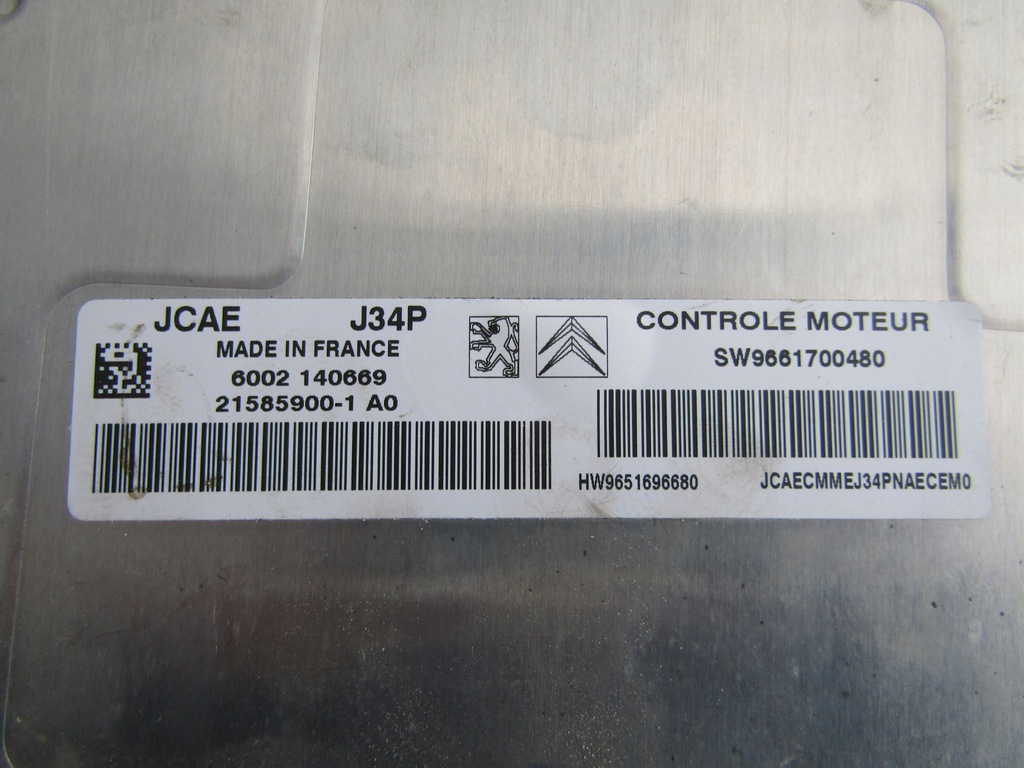 JCAE J34P
MADE IN FRANCE
6002 140669
21585900-1 A0
CONTROLE MOTEUR
SW9661700480
HW9651696680 JCAECMMEJ34PNAECEM0